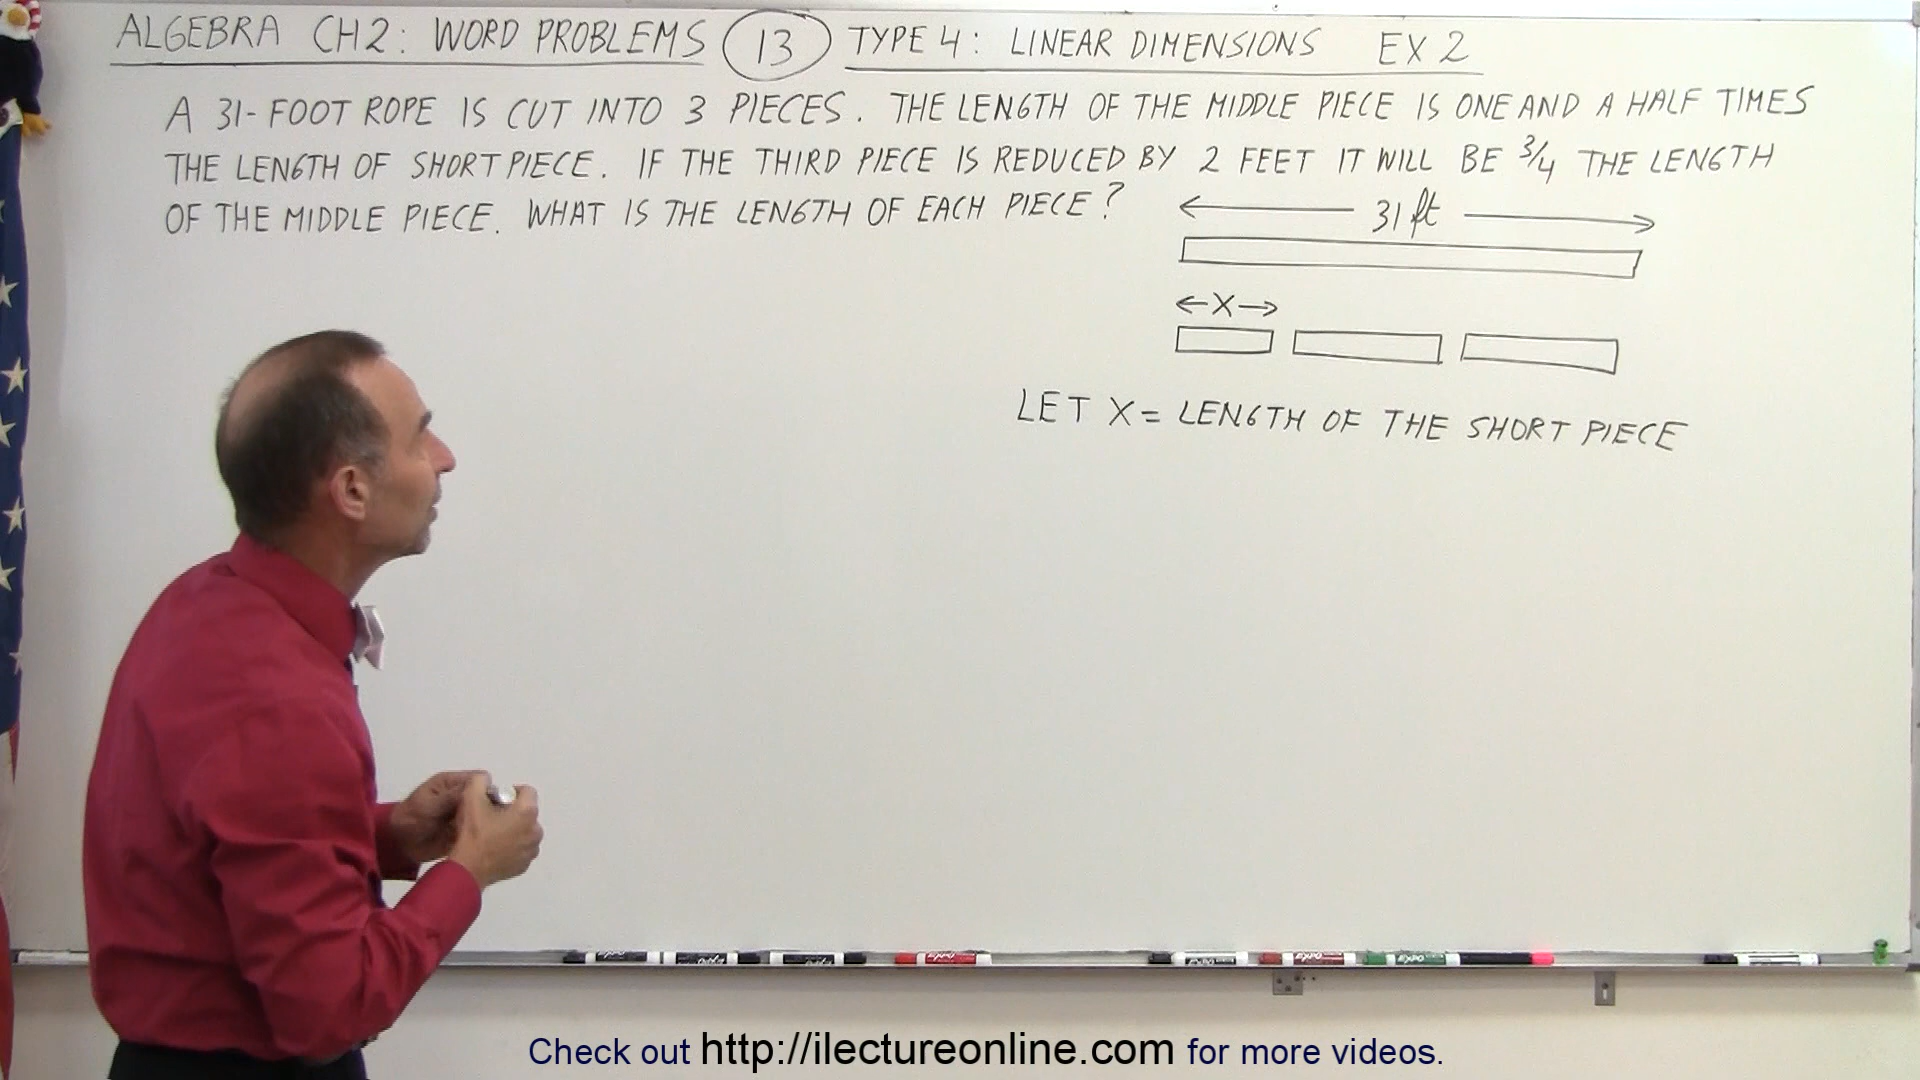 ALGEBRA CH2: WORD PROBLEMS 13 TYPE 4: LINEAR DIMENSIONS EX 2
A 31-FOOT ROPE IS CUT INTO 3 PIECES. THE LENGTH OF THE MIDDLE PIECE IS ONE AND A HALF TIMES
THE LENGTH OF SHORT PIECE. IF THE THIRD PIECE IS REDUCED BY 2 FEET IT WILL BE 3/4 THE LENGTH
OF THE MIDDLE PIECE. WHAT IS THE LENGTH OF EACH PIECE?
31 ft
X
LET X = LENGTH OF THE SHORT PIECE
Check out http://ilectureonline.com for more videos.